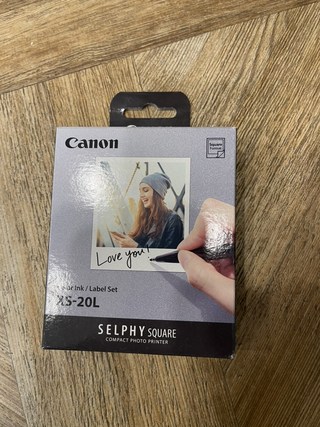 Canon
Love you!
Ink / Label Set
XS-20L
SELPHY SQUARE
COMPACT PHOTO PRINTER